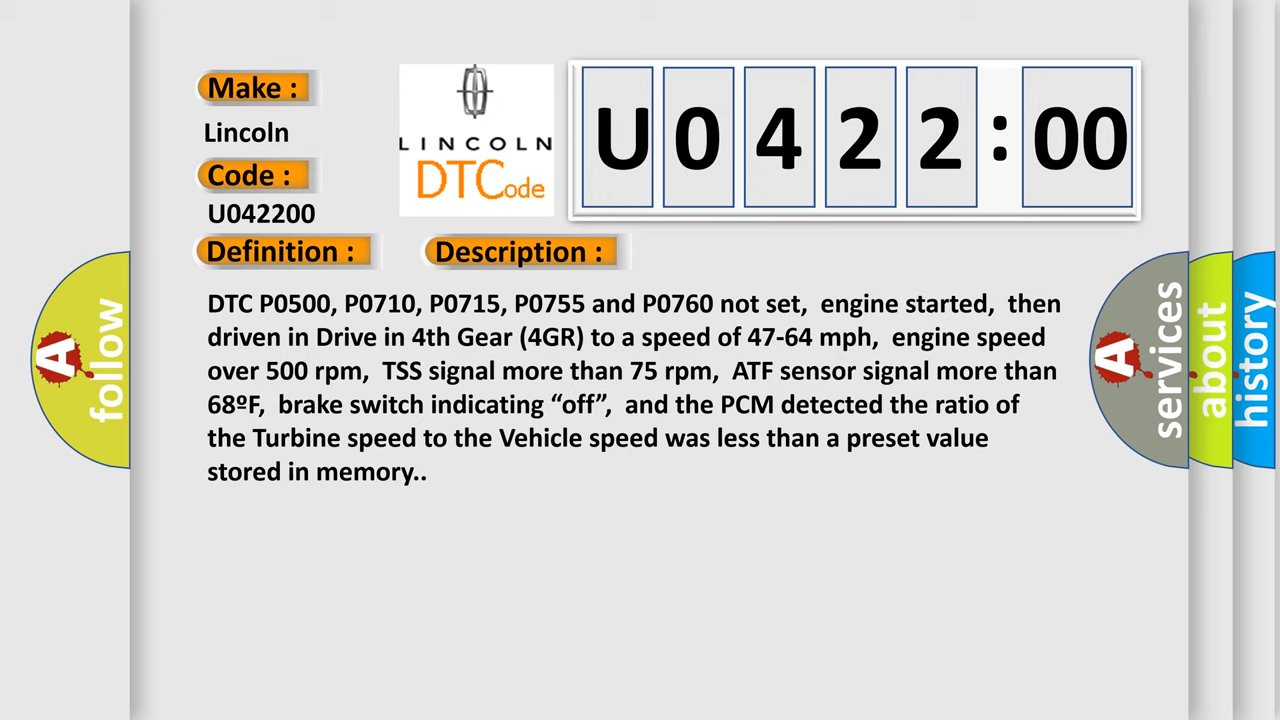 Make :
Lincoln
Code :
U042200
Definition :
Description :
LINCOLN
DTCode
U0422:00
DTC P0500, P0710, P0715, P0755 and P0760 not set,  engine started,  then
driven in Drive in 4th Gear (4GR) to a speed of 47-64 mph,  engine speed
over 500 rpm,  TSS signal more than 75 rpm,  ATF sensor signal more than
68ºF,  brake switch indicating “off”,  and the PCM detected the ratio of
the Turbine speed to the Vehicle speed was less than a preset value
stored in memory..
A follow
A services
about
history